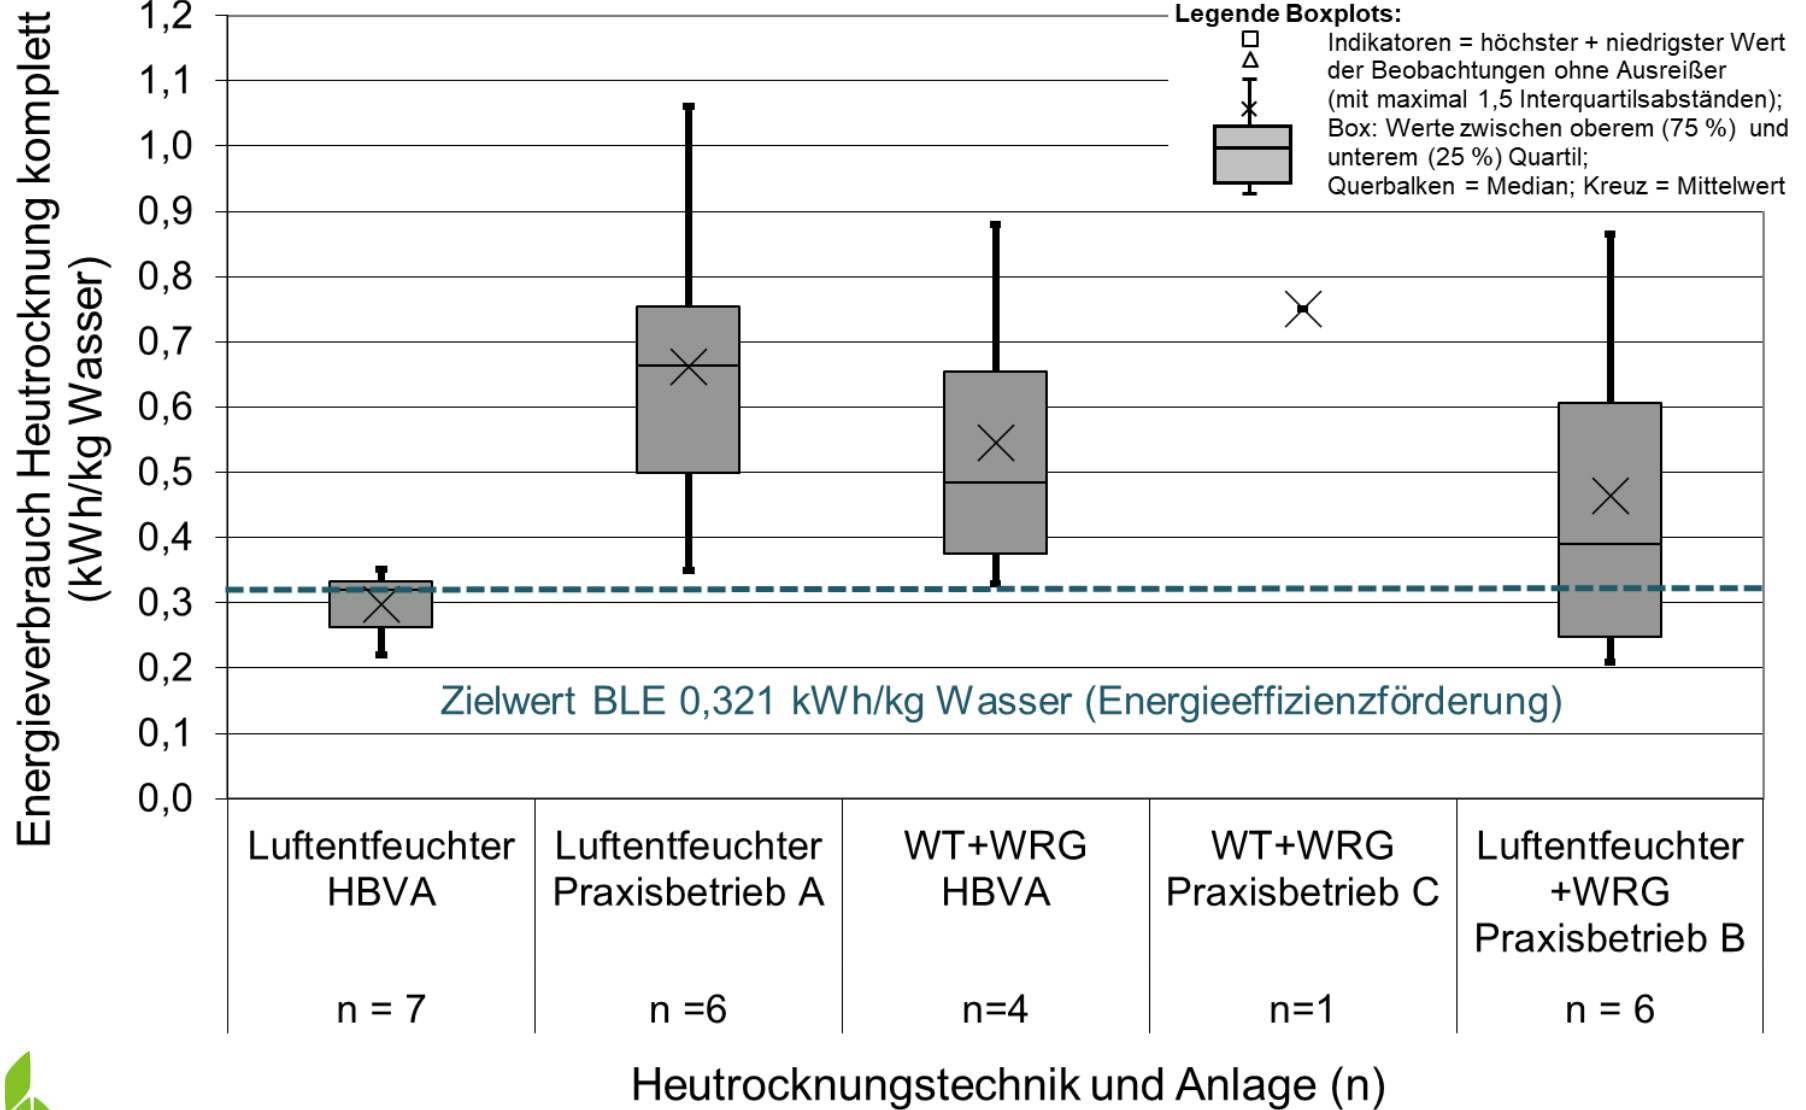 Energieverbrauch Heutrocknung komplett
(kWh/kg Wasser)
1,2
1,1
1,0
0,9
0,8
0,7
0,6
0,5
0,4
0,3
0,2
0,1
0,0
Legende Boxplots:
Indikatoren = höchster + niedrigster Wert
der Beobachtungen ohne Ausreißer
(mit maximal 1,5 Interquartilsabständen);
Box: Werte zwischen oberem (75 %) und
unterem (25 %) Quartil;
Querbalken = Median; Kreuz = Mittelwert
Zielwert BLE 0,321 kWh/kg Wasser (Energieeffizienzförderung)
Luftentfeuchter
HBVA
n = 7
Luftentfeuchter
Praxisbetrieb A
n =6
WT+WRG
HBVA
n=4
WT+WRG
Praxisbetrieb C
n=1
Luftentfeuchter
+WRG
Praxisbetrieb B
n = 6
Heutrocknungstechnik und Anlage (n)